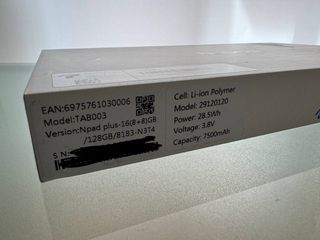 EAN:6975761030006
Model:TAB003
Version:Npad plus-16(8+8)GB
/128GB/8183-N3T4
S N:
Cell: Li-ion Polymer
Model: 29120120
Power: 28.5Wh
Voltage: 3.8V
Capacity: 7500mAh